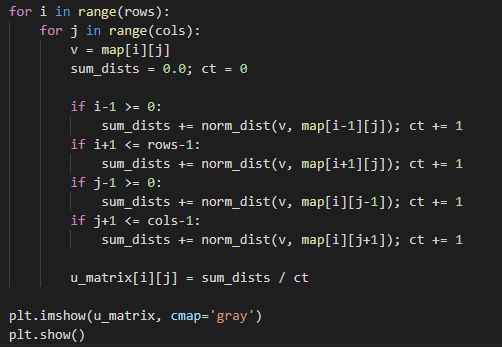 for i in range(rows):
    for j in range(cols):
        v = map[i][j]
        sum_dists = 0.0; ct = 0

        if i-1 >= 0:
            sum_dists += norm_dist(v, map[i-1][j]); ct += 1
        if i+1 <= rows-1:
            sum_dists += norm_dist(v, map[i+1][j]); ct += 1
        if j-1 >= 0:
            sum_dists += norm_dist(v, map[i][j-1]); ct += 1
        if j+1 <= cols-1:
            sum_dists += norm_dist(v, map[i][j+1]); ct += 1

        u_matrix[i][j] = sum_dists / ct

plt.imshow(u_matrix, cmap='gray')
plt.show()